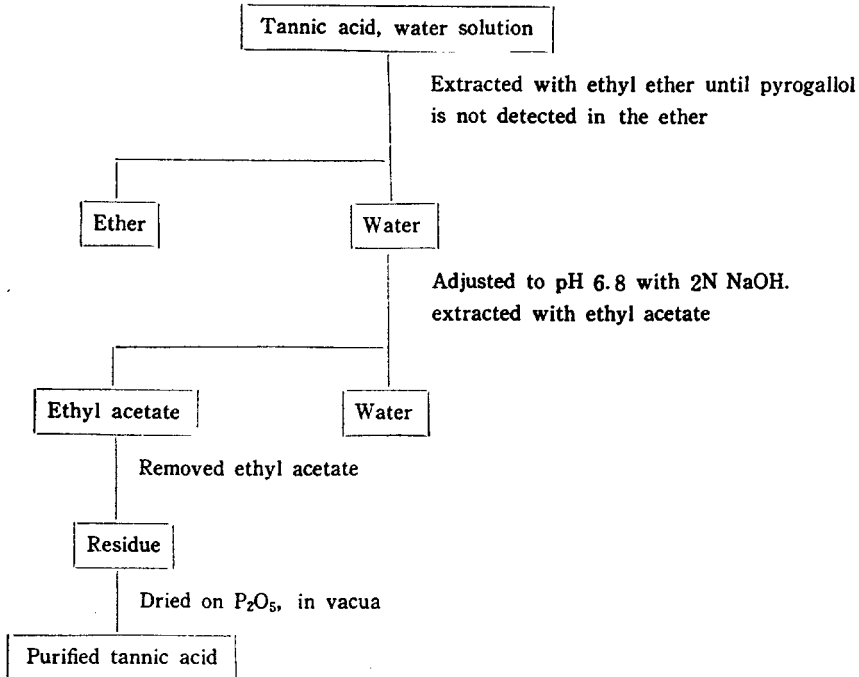 Tannic acid, water solution
Extracted with ethyl ether until pyrogallol
is not detected in the ether
Ether
Water
Adjusted to pH 6.8 with 2N NaOH.
extracted with ethyl acetate
Ethyl acetate
Water
Removed ethyl acetate
Residue
Dried on P₂O₅, in vacua
Purified tannic acid